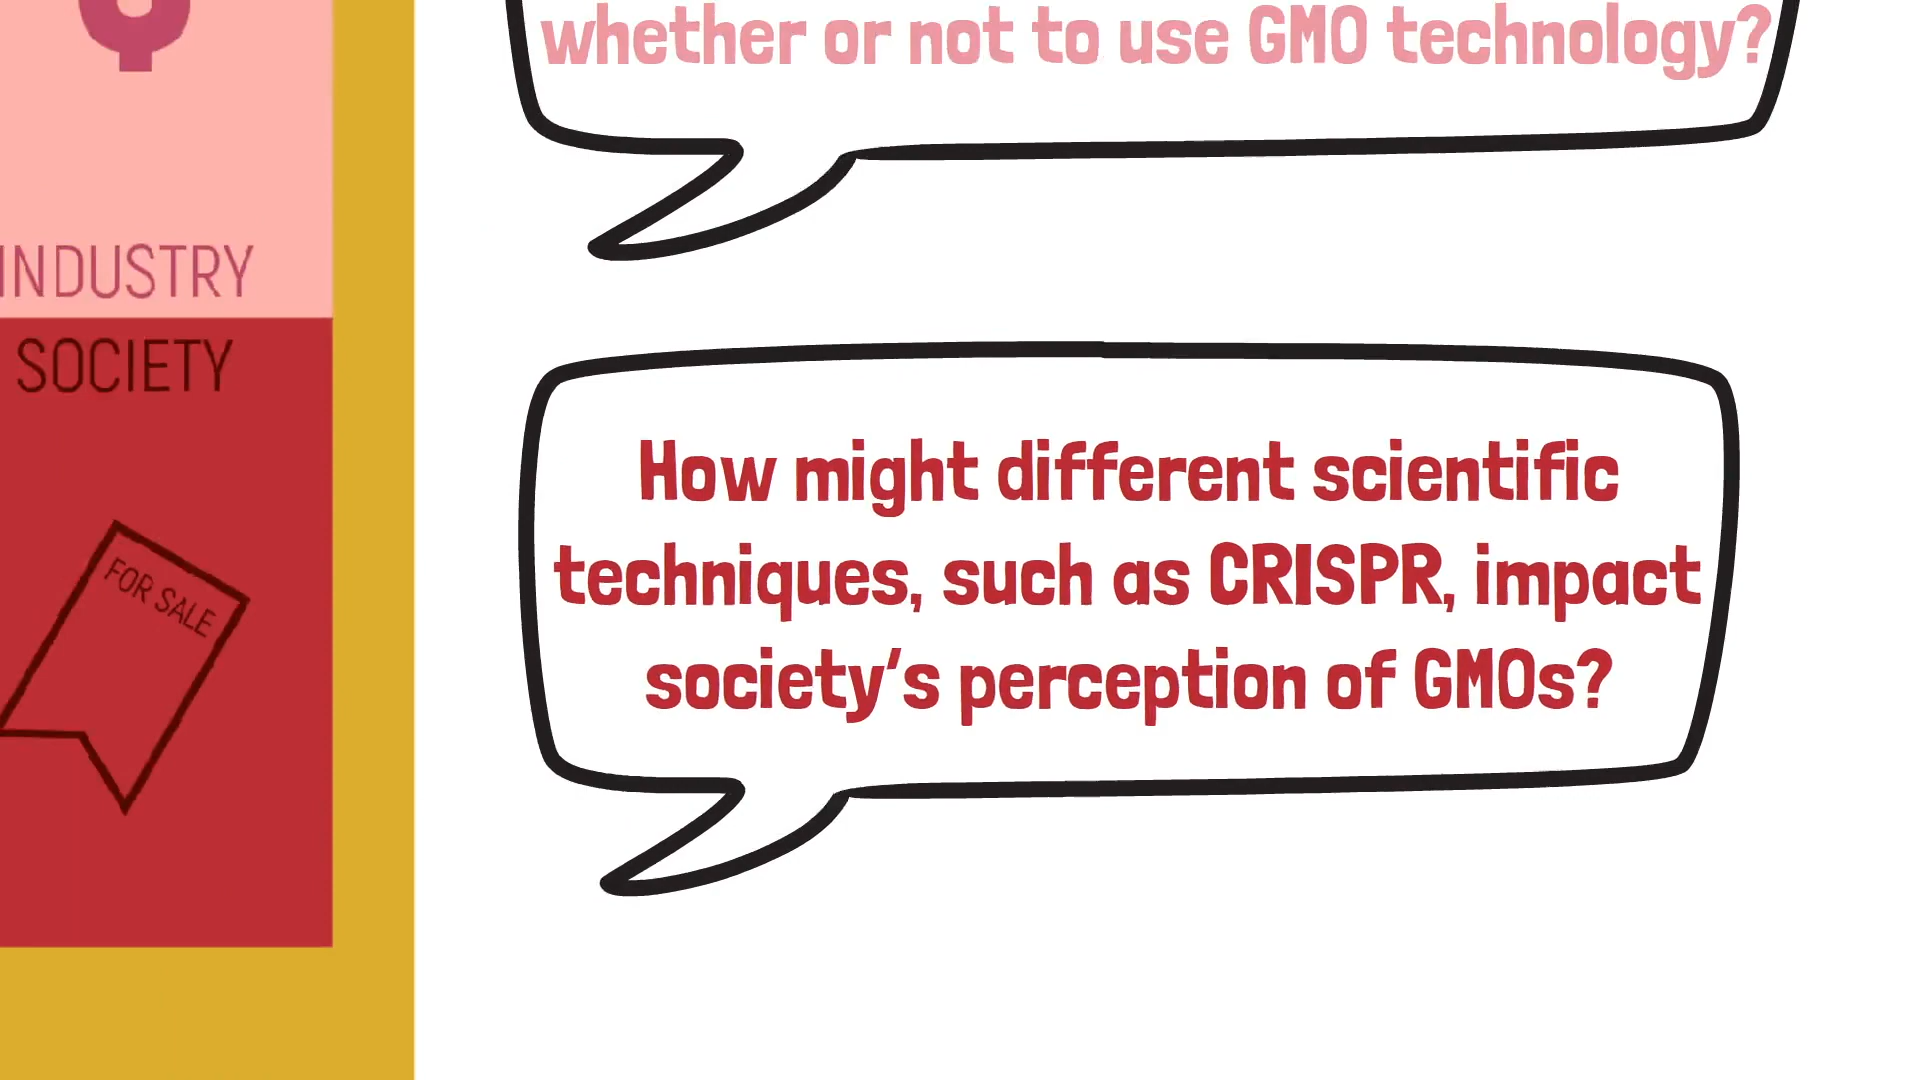 whether or not to use GMO technology?
INDUSTRY
SOCIETY
FOR SALE
How might different scientific
techniques, such as CRISPR, impact
society's perception of GMOs?